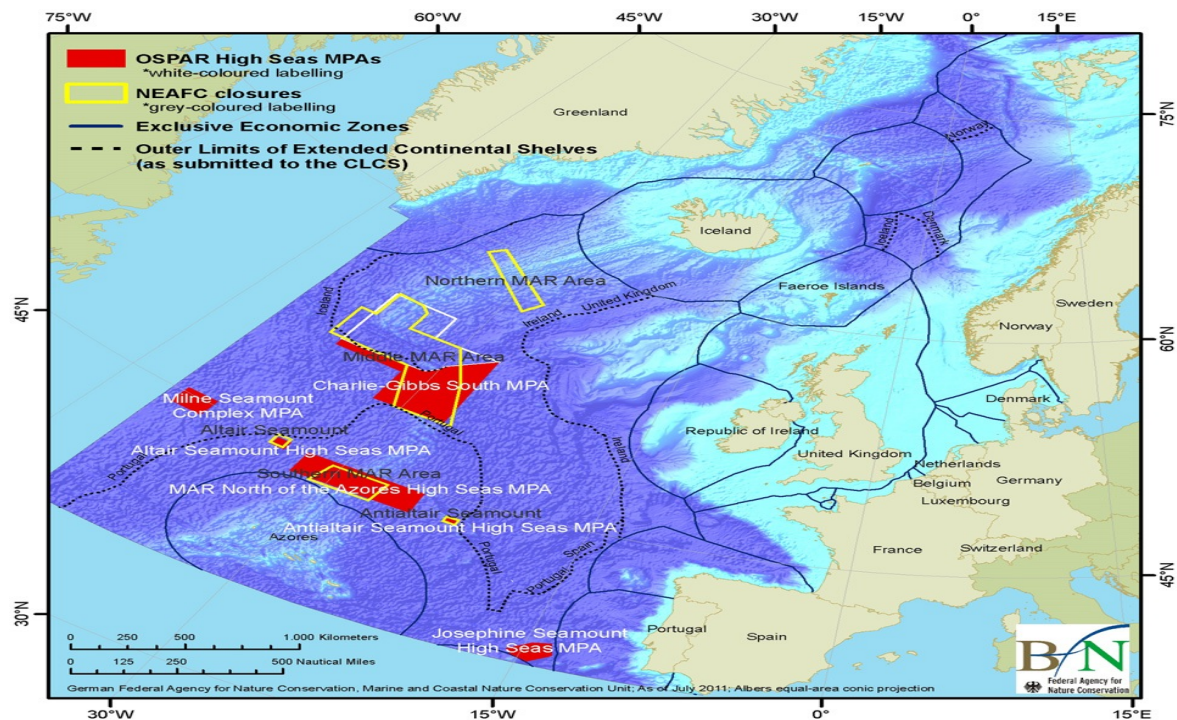 75°W
60°W
45°W
30°W
15°W
0°E
15°E
OSPAR High Seas MPAs
*white-coloured labelling
NEAFC closures
*grey-coloured labelling
Exclusive Economic Zones
Outer Limits of Extended Continental Shelves
(as submitted to the CLCS)
Greenland
Norway
75°N
Iceland
Ireland
Denmark
Northern MAR Area
Ireland
Ireland
United Kingdom
Faeroe Islands
Sweden
Norway
45°N
60°N
Middle MAR Area
Charlie-Gibbs South MPA
Milne Seamount
Complex MPA
Denmark
Altair Seamount
Portugal
Republic of Ireland
Altair Seamount High Seas MPA
Ireland
United Kingdom
Netherlands
Portugal
Southern MAR Area
Belgium
Germany
MAR North of the Azores High Seas MPA
Luxembourg
Antialtair Seamount
Antialtair Seamount High Seas MPA
Azores
Portugal
Spain
Portugal
France
Switzerland
45°N
30°N
Josephine Seamount
High Seas MPA
Portugal
Spain
0 250 500 1.000 Kilometers
0 125 250 500 Nautical Miles
BfN
Federal Agency for
Nature Conservation
German Federal Agency for Nature Conservation, Marine and Coastal Nature Conservation Unit; As of July 2011; Albers equal-area conic projection
30°W
15°W
0°E
15°E